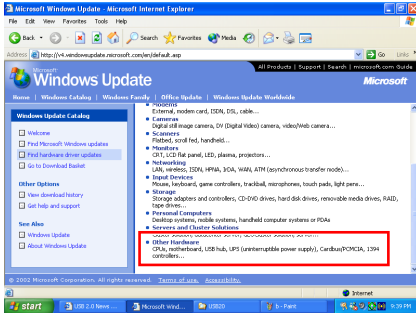 Microsoft Windows Update - Microsoft Internet Explorer
File Edit View Favorites Tools Help
Back Search Favorites Media
Address http://v4.windowsupdate.microsoft.com/en/default.asp Go Links
All Products | Support | Search | microsoft.com Guide
Microsoft
Windows Update
Microsoft
Home | Windows Catalog | Windows Family | Office Update | Windows Update Worldwide
Windows Update Catalog
Welcome
Find Microsoft Windows updates
Find hardware driver updates
Go to Download Basket
Other Options
View download history
Get help and support
See Also
Windows Update
About Windows Update
Modems
External, modem card, ISDN, DSL, cable...
Cameras
Digital still image camera, DV (Digital Video) camera, video/Web camera...
Scanners
Flatbed, scroll fed, handheld...
Monitors
CRT, LCD flat panel, LED, plasma, projectors...
Networking
LAN, wireless, ISDN, HPNA, IrDA, WAN, ATM (asynchronous transfer mode)...
Input Devices
Mouse, keyboard, game controllers, trackball, microphones, touch pads, light pens...
Storage
Storage adapters and controllers, CD-DVD drives, hard disk drives, removable media drives, RAID,
tape drives...
Personal Computers
Desktop systems, mobile systems, handheld computer systems or PDAs
Servers and Cluster Solutions
Cluster solution, datacenter server, GEO cluster solution, server...
Other Hardware
CPUs, motherboard, USB hub, UPS (uninterruptible power supply), Cardbus/PCMCIA, 1394
controllers...
© 2002 Microsoft Corporation. All rights reserved. Terms of use. Accessibility.
Internet
start USB 2.0 News ... Microsoft Wind... USB20 b - Paint 9:39 PM